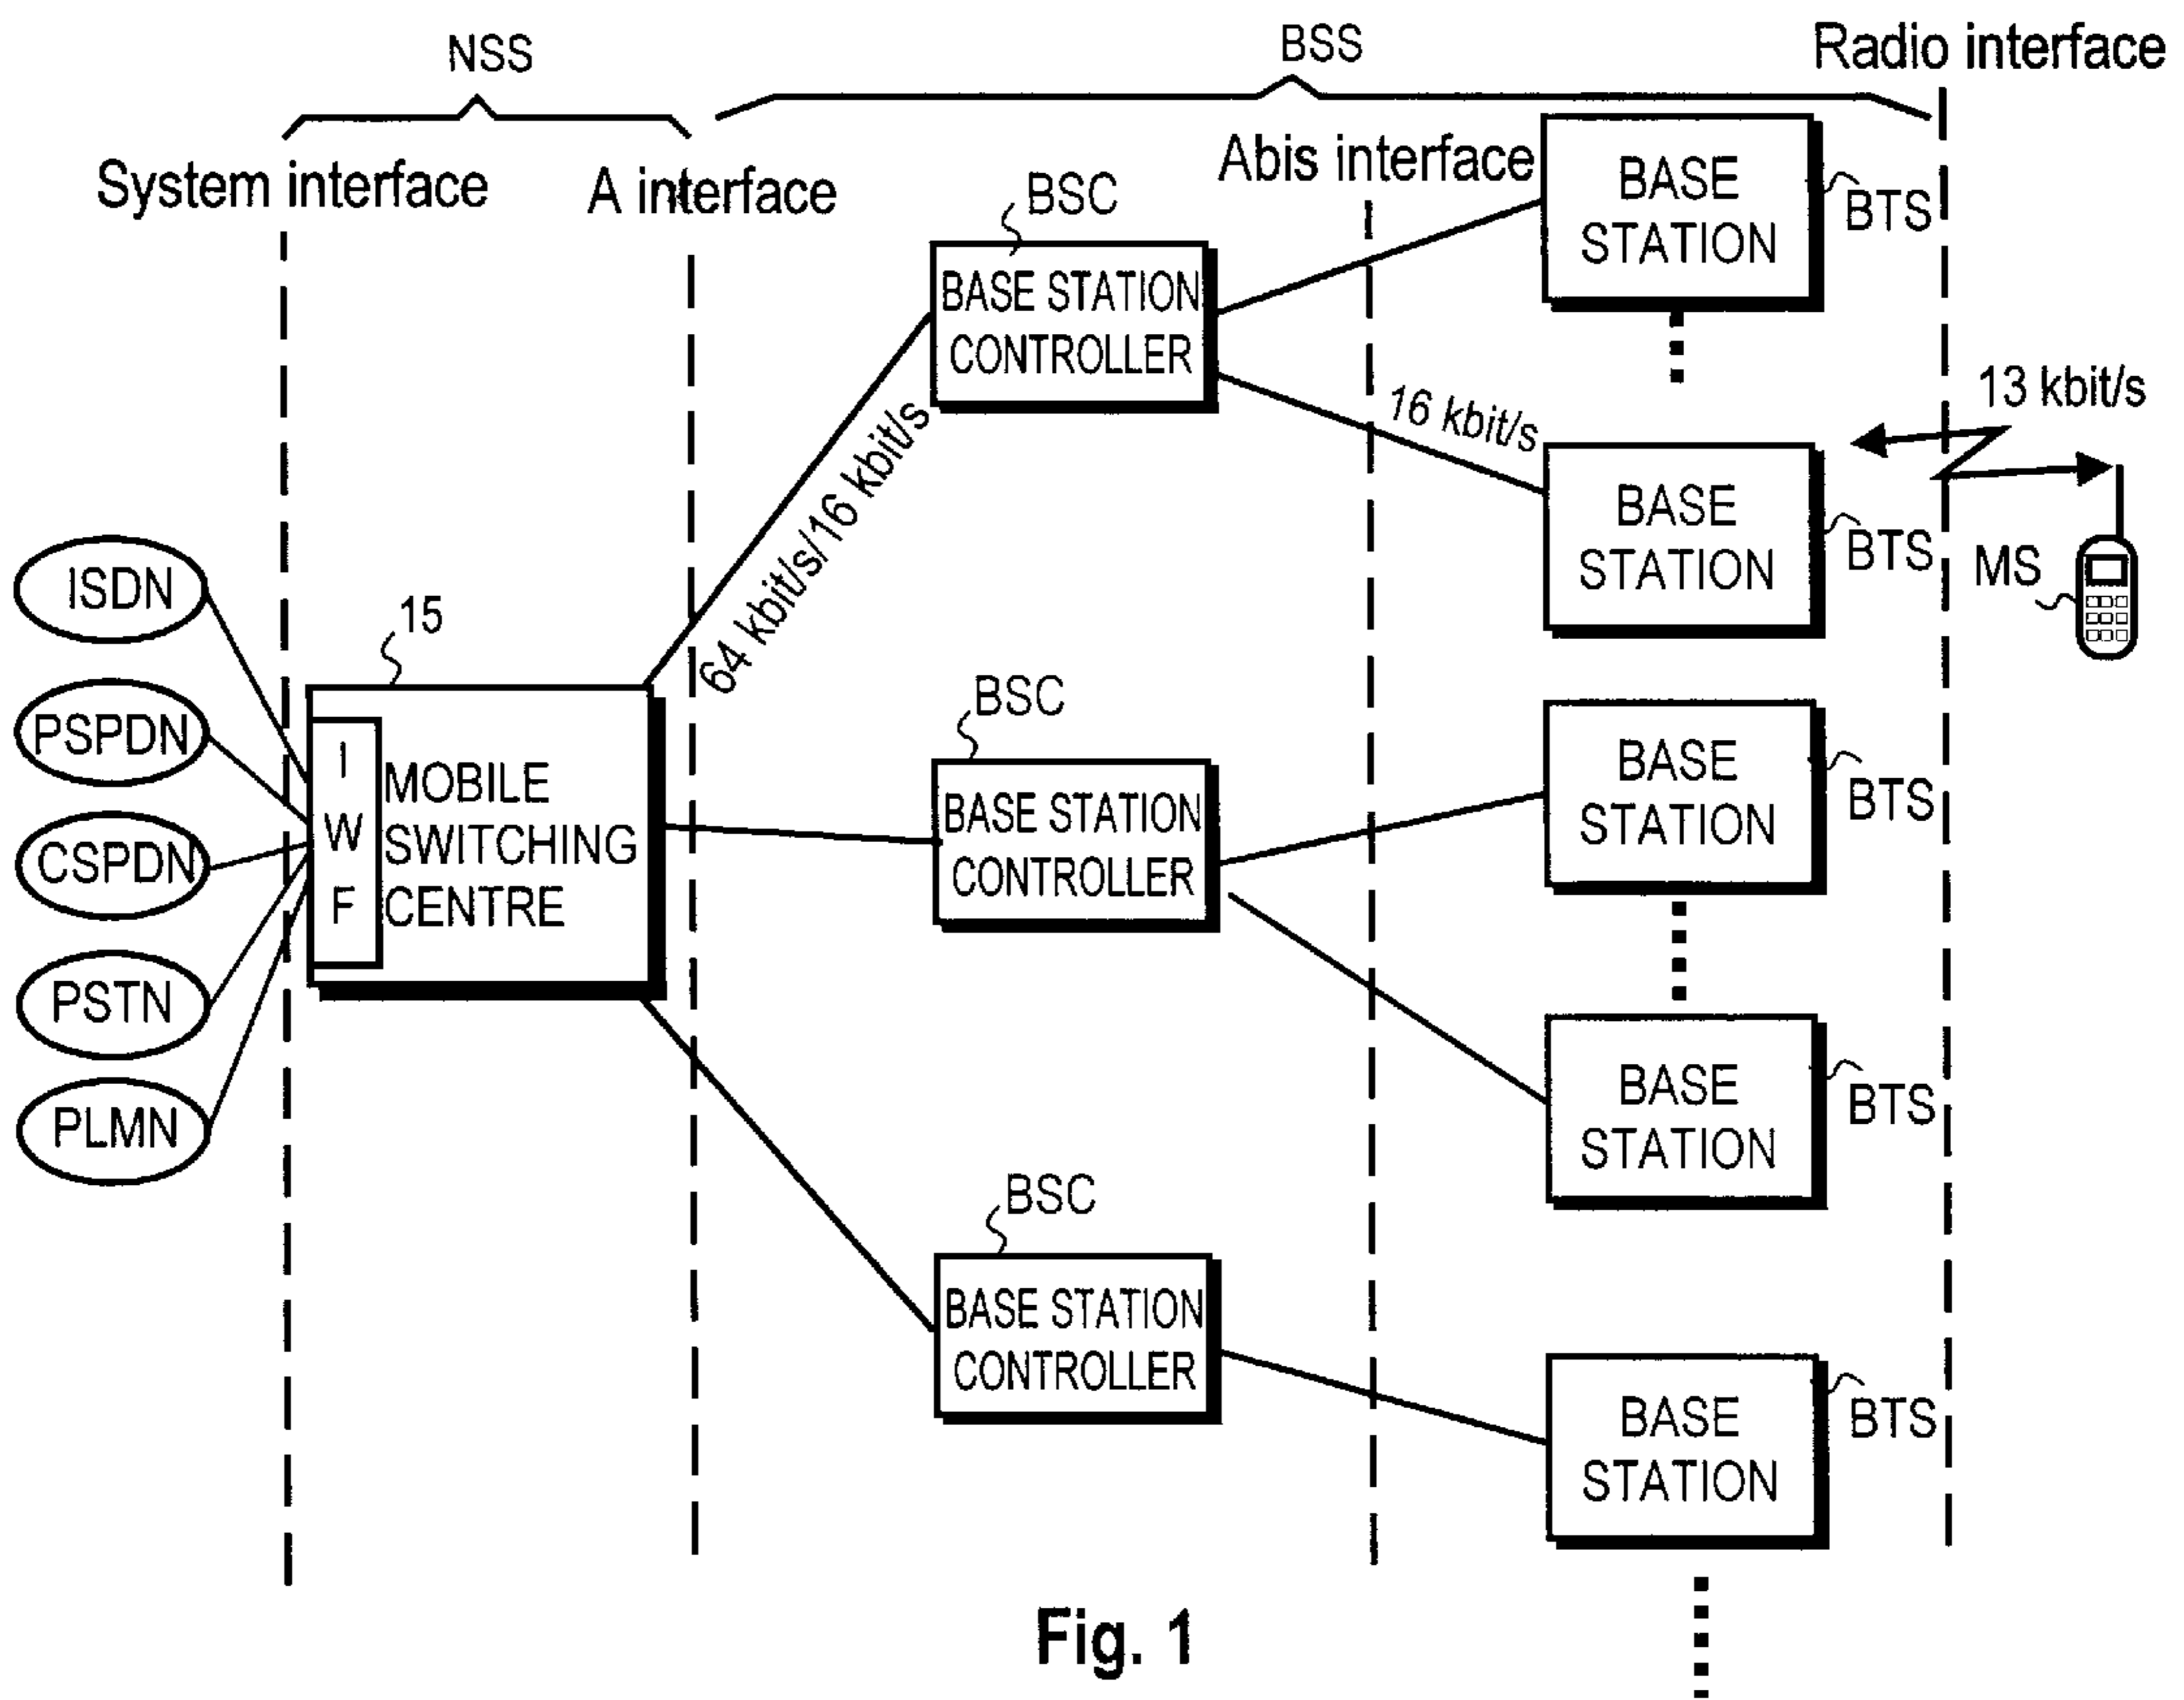 NSS
BSS
Radio interface
System interface
A interface
Abis interface
BSC
BASE STATION
CONTROLLER
BASE
STATION
BTS
64 kbit/s/16 kbit/s
16 kbit/s
13 kbit/s
BASE
STATION
BTS
MS
ISDN
PSPDN
CSPDN
PSTN
PLMN
15
I
W
F
MOBILE
SWITCHING
CENTRE
BSC
BASE STATION
CONTROLLER
BASE
STATION
BTS
BASE
STATION
BTS
BSC
BASE STATION
CONTROLLER
BASE
STATION
BTS
Fig. 1